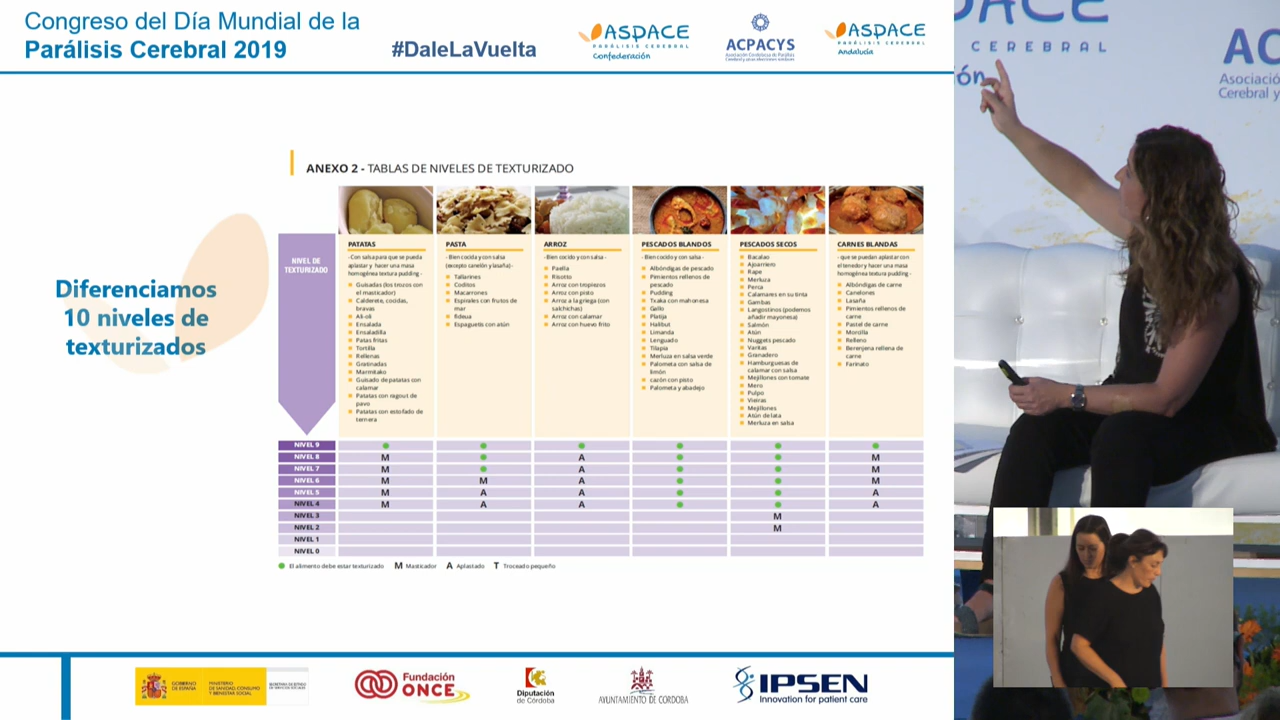 Congreso del Día Mundial de la
Parálisis Cerebral 2019
#DaleLaVuelta
ASPACE
PARÁLISIS CEREBRAL
Confederación
ACPACYS
ASPACE
PARÁLISIS CEREBRAL
Andalucía
ANEXO 2 - TABLAS DE NIVELES DE TEXTURIZADO
Diferenciamos
10 niveles de
texturizados
NIVEL DE
TEXTURIZADO
PATATAS
- Con salsa para que se pueda
aplastar y hacer una masa
homogénea textura pudding -
Guisadas (los trozos con
el masticador)
Caldereta, cocidas,
bravas
Ali oli
Ensalada
Ensaladilla
Patas fritas
Tortilla
Rellenas
Gratinadas
Marmitako
Guisado de patatas con
calamar
Patatas con ragout de
pavo
Patatas con estofado de
ternera
PASTA
- Bien cocida y con salsa
(excepto canelón y lasaña) -
Tallarines
Coditos
Macarrones
Espirales con frutos de
mar
fideua
Espaguetis con atún
ARROZ
- Bien cocido y con salsa -
Paella
Risotto
Arroz con tropiezos
Arroz con pisto
Arroz a la griega (con
salchichas)
Arroz con calamar
Arroz con huevo frito
PESCADOS BLANDOS
- Bien cocido y con salsa -
Albóndigas de pescado
Pimientos rellenos de
pescado
Pudding
Txaka con mahonesa
Gallo
Platija
Halibut
Limanda
Lenguado
Tilapia
Merluza en salsa verde
Palometa con salsa de
limón
cazón con pisto
Palometa y abadejo
PESCADOS SECOS
Bacalao
Ajoarriero
Rape
Merluza
Perca
Calamares en su tinta
Gambas
Langostinos (podemos
añadir mayonesa)
Salmón
Atún
Nuggets pescado
Varitas
Granadero
Hamburguesas de
calamar con salsa
Mejillones con tomate
Mero
Pulpo
Vieiras
Mejillones
Atún de lata
Merluza en salsa
CARNES BLANDAS
- que se puedan aplastar con
el tenedor y hacer una masa
homogénea textura pudding -
Albóndigas de carne
Canelones
Lasaña
Pimientos rellenos de
carne
Pastel de carne
Morcilla
Relleno
Berenjena rellena de
carne
Farinato
NIVEL 9
NIVEL 8 M A M
NIVEL 7 M A M
NIVEL 6 M M A M
NIVEL 5 M A A A
NIVEL 4 M A A A
NIVEL 3 M
NIVEL 2 M
NIVEL 1
NIVEL 0
El alimento debe estar texturizado M Masticador A Aplastado T Troceado pequeño
GOBIERNO
DE ESPAÑA
MINISTERIO
DE SANIDAD, CONSUMO
Y BIENESTAR SOCIAL
Fundación
ONCE
Diputación
de Córdoba
AYUNTAMIENTO DE CÓRDOBA
IPSEN
Innovation for patient care
PACE
CEREBRAL
ón
AC
Asociació
Cerebral y